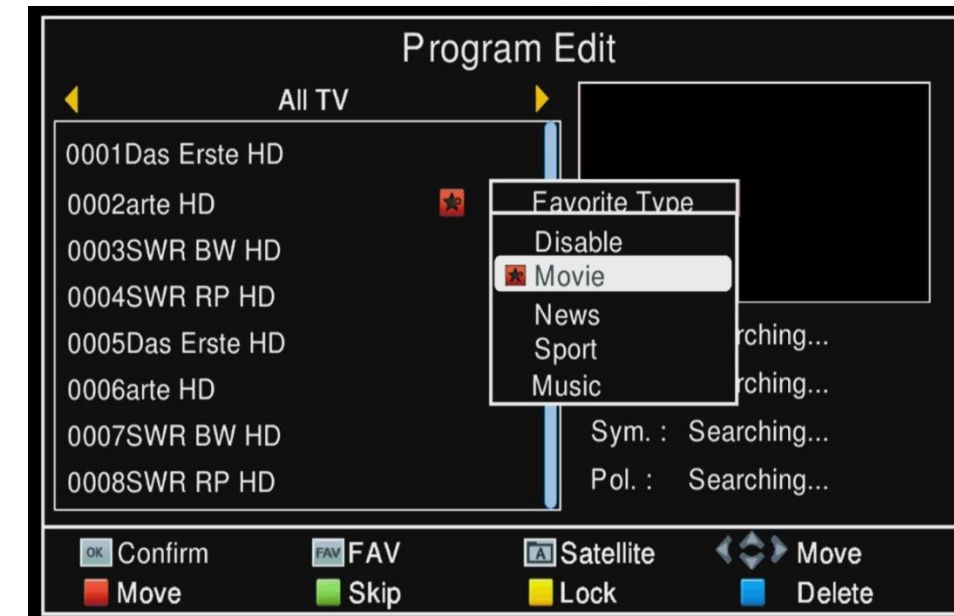 Program Edit
All TV
0001Das Erste HD
0002arte HD
0003SWR BW HD
0004SWR RP HD
0005Das Erste HD
0006arte HD
0007SWR BW HD
0008SWR RP HD
Favorite Type
Disable
Movie
News
Sport
Music
rching...
rching...
Sym. : Searching...
Pol. : Searching...
OK Confirm FAV FAV A Satellite Move
Move Skip Lock Delete